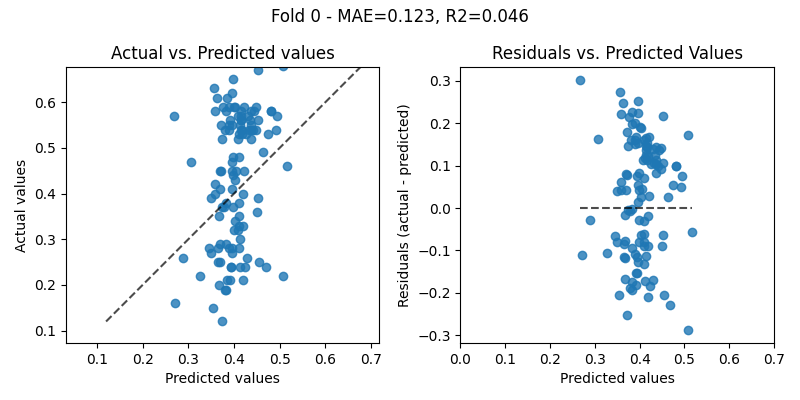 Fold 0 - MAE=0.123, R2=0.046
Actual vs. Predicted values
Actual values
0.6
0.5
0.4
0.3
0.2
0.1
0.1 0.2 0.3 0.4 0.5 0.6 0.7
Predicted values
Residuals vs. Predicted Values
Residuals (actual - predicted)
0.3
0.2
0.1
0.0
−0.1
−0.2
−0.3
0.0 0.1 0.2 0.3 0.4 0.5 0.6 0.7
Predicted values